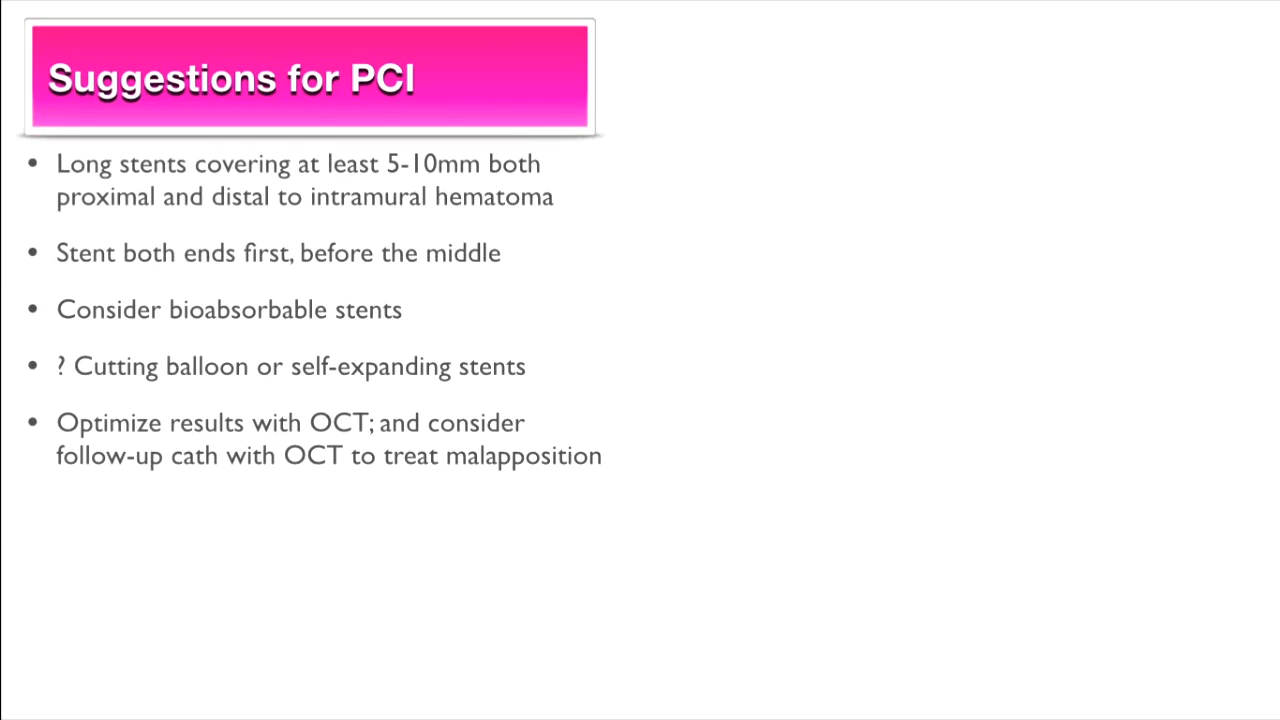 Suggestions for PCI
• Long stents covering at least 5-10mm both
proximal and distal to intramural hematoma
• Stent both ends first, before the middle
• Consider bioabsorbable stents
• ? Cutting balloon or self-expanding stents
• Optimize results with OCT; and consider
follow-up cath with OCT to treat malapposition